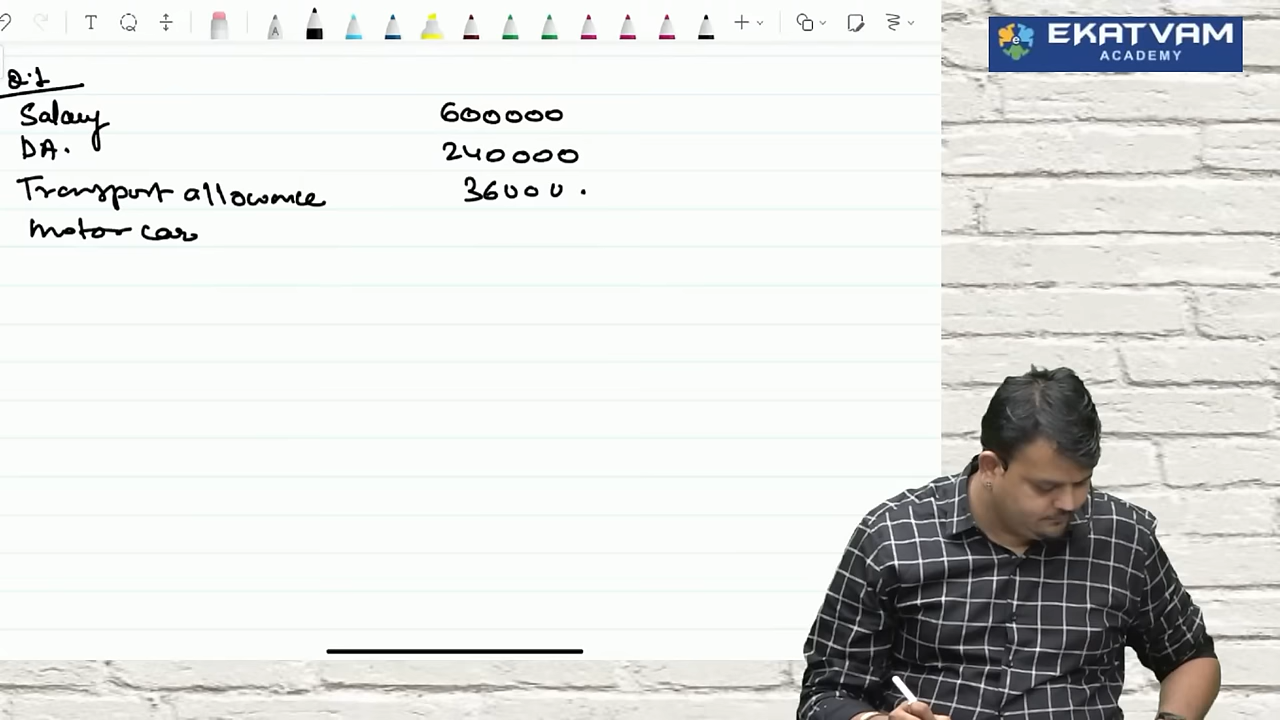 EKATVAM
ACADEMY
Q.1
Salary 600000
DA. 240000
Transport allowance 36000.
motor car